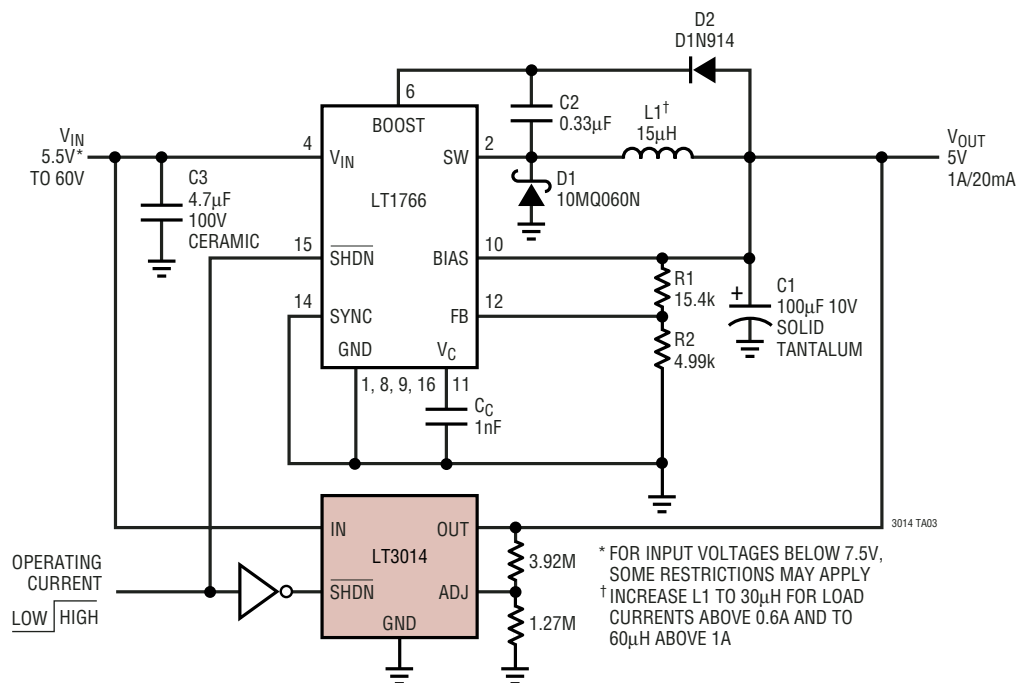 D2
D1N914
6
BOOST
C2
0.33µF
L1†
15µH
VIN
5.5V*
TO 60V
4
VIN
SW
2
VOUT
5V
1A/20mA
C3
4.7µF
100V
CERAMIC
LT1766
D1
10MQ060N
15
SHDN
BIAS
10
R1
15.4k
14
SYNC
FB
12
C1
+
100µF 10V
SOLID
TANTALUM
R2
4.99k
GND
VC
1, 8, 9, 16
11
CC
1nF
IN
OUT
3014 TA03
LT3014
3.92M
OPERATING
CURRENT
LOW HIGH
SHDN
ADJ
GND
1.27M
* FOR INPUT VOLTAGES BELOW 7.5V,
SOME RESTRICTIONS MAY APPLY
† INCREASE L1 TO 30µH FOR LOAD
CURRENTS ABOVE 0.6A AND TO
60µH ABOVE 1A